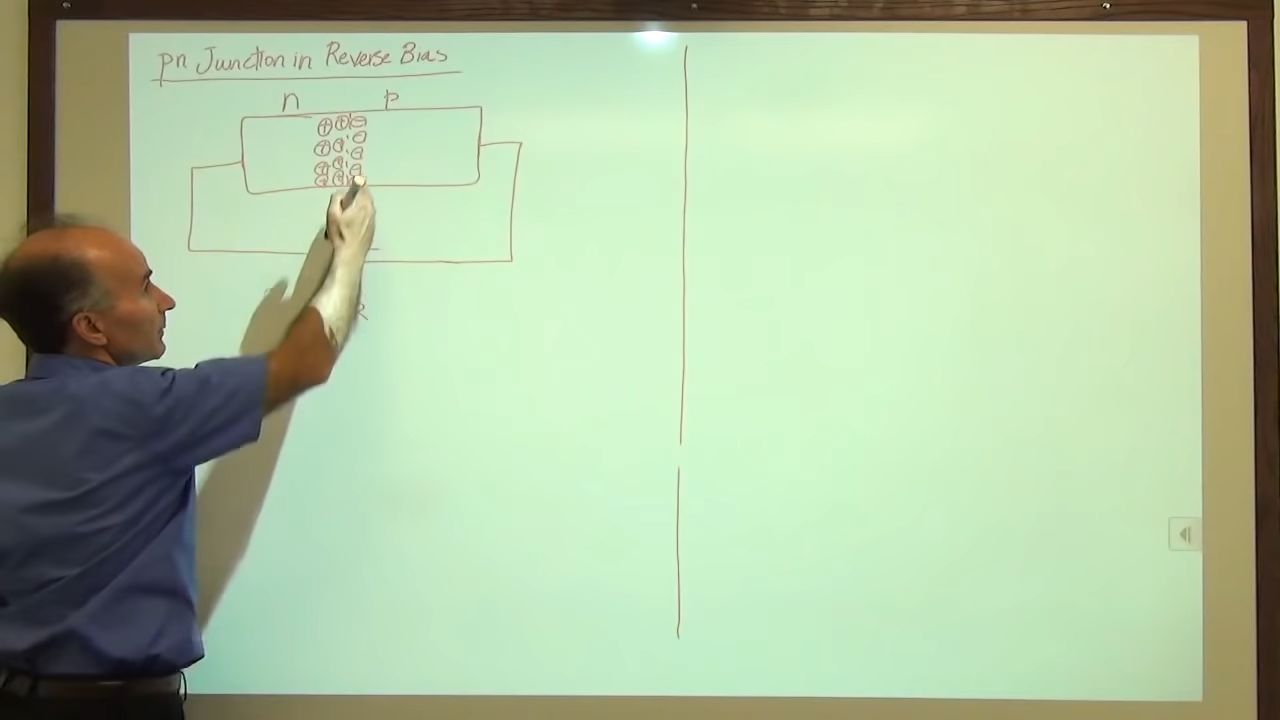 pn Junction in Reverse Bias
n p
+ + -
+ + -
+ + -
+ +
R